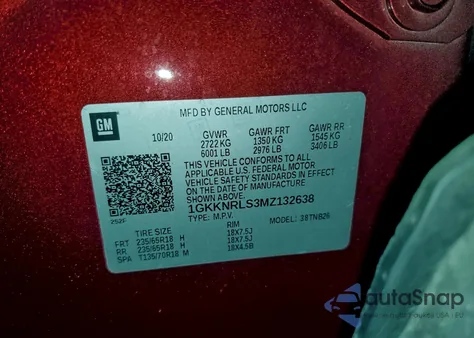 MFD BY GENERAL MOTORS LLC
GM
10/20 GVWR GAWR FRT GAWR RR
2722 KG 1350 KG 1545 KG
6001 LB 2976 LB 3406 LB
THIS VEHICLE CONFORMS TO ALL
APPLICABLE U.S. FEDERAL MOTOR
VEHICLE SAFETY STANDARDS IN EFFECT
ON THE DATE OF MANUFACTURE
SHOWN ABOVE.
1GKKNRLS3MZ132638
TYPE: M.P.V. MODEL: 38TNB26
252F
TIRE SIZE RIM
FRT 235/65R18 H 18X7.5J
RR 235/65R18 H 18X7.5J
SPA T135/70R18 M 18X4.5B
autaSnap